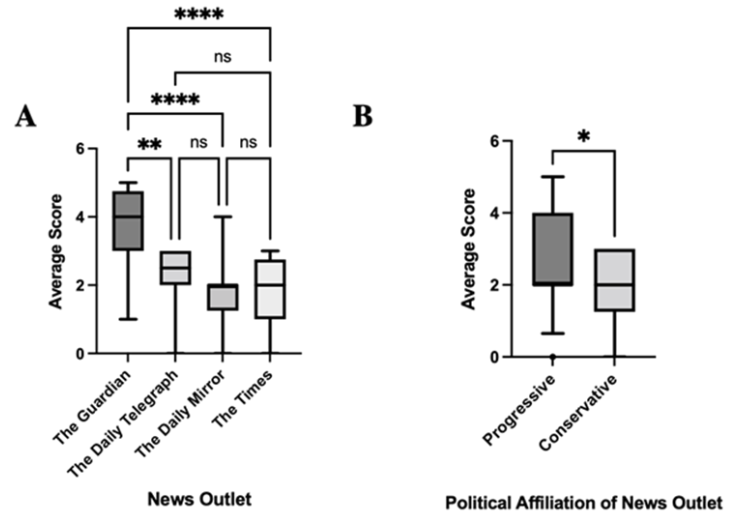 A
****
ns
****
**
ns
ns
6
4
2
0
Average Score
The Guardian
The Daily Telegraph
The Daily Mirror
The Times
News Outlet
B
*
6
4
2
0
Average Score
Progressive
Conservative
Political Affiliation of News Outlet